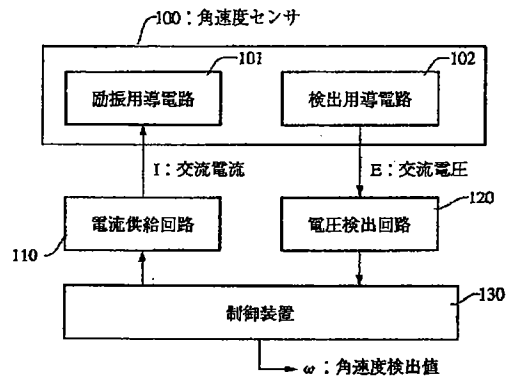 100：角速度センサ
101
102
励振用導電路
検出用導電路
I：交流電流
E：交流電圧
120
電流供給回路
電圧検出回路
110
130
制御装置
ω：角速度検出値